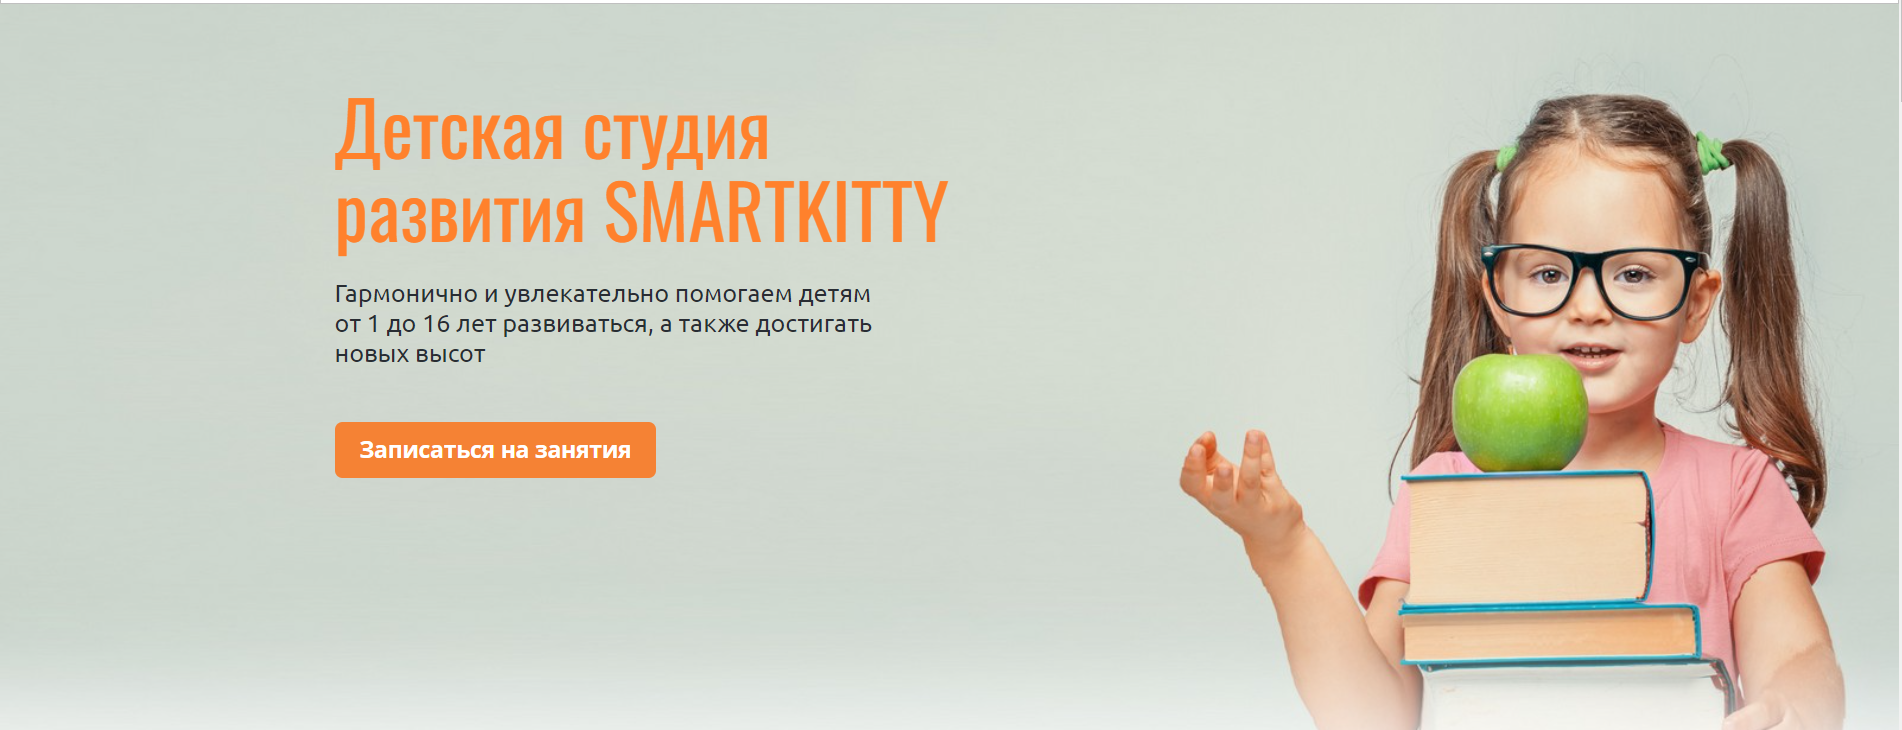 Детская студия
развития SMARTKITTY
Гармонично и увлекательно помогаем детям
от 1 до 16 лет развиваться, а также достигать
новых высот
Записаться на занятия